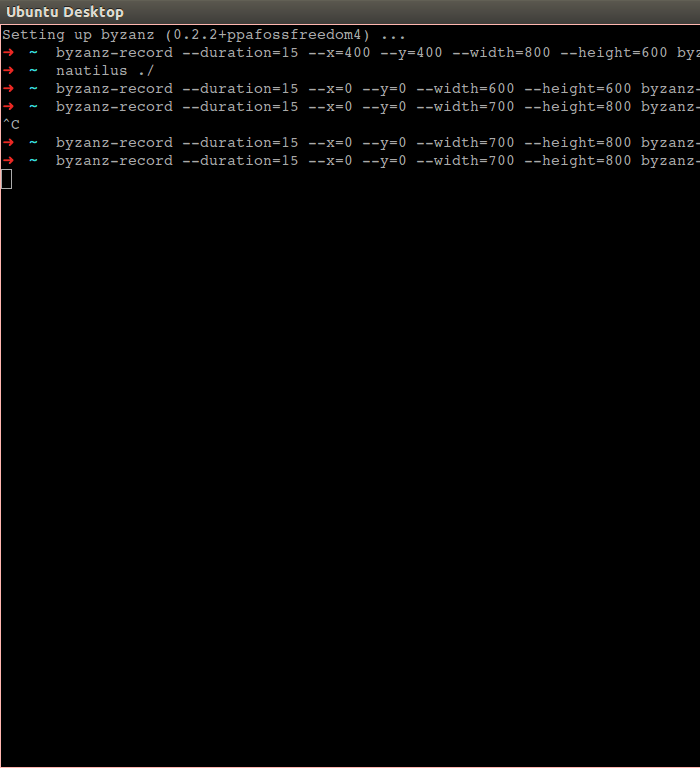 Ubuntu Desktop
Setting up byzanz (0.2.2+ppafossfreedom4) ...
➜  ~  byzanz-record --duration=15 --x=400 --y=400 --width=800 --height=600 byz
➜  ~  nautilus ./
➜  ~  byzanz-record --duration=15 --x=0 --y=0 --width=600 --height=600 byzanz-
➜  ~  byzanz-record --duration=15 --x=0 --y=0 --width=700 --height=800 byzanz-
^C
➜  ~  byzanz-record --duration=15 --x=0 --y=0 --width=700 --height=800 byzanz-
➜  ~  byzanz-record --duration=15 --x=0 --y=0 --width=700 --height=800 byzanz-